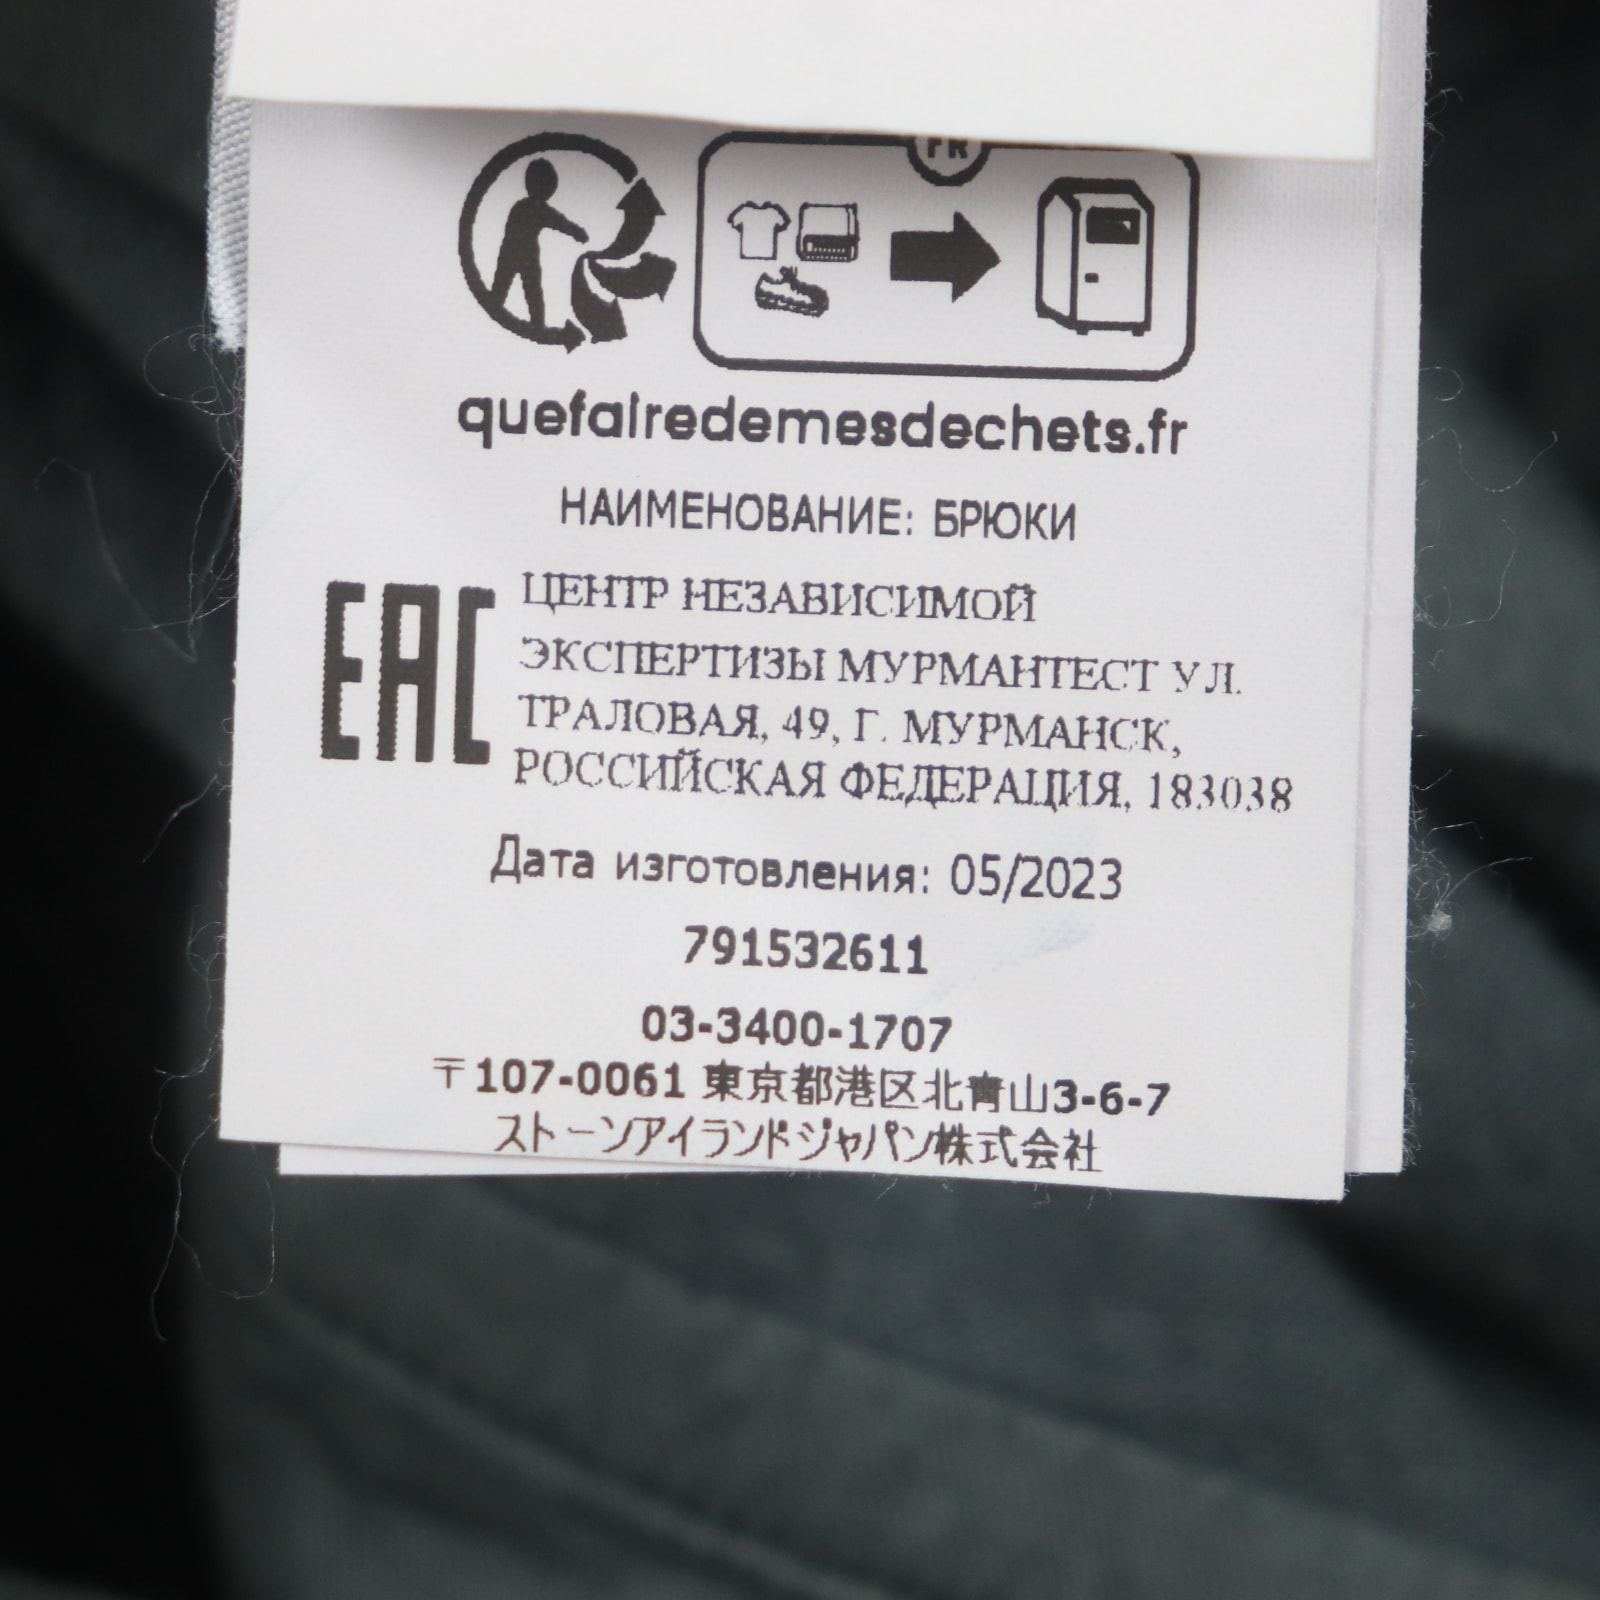 FR
quefairedemesdechets.fr
НАИМЕНОВАНИЕ: БРЮКИ
EAC
ЦЕНТР НЕЗАВИСИМОЙ
ЭКСПЕРТИЗЫ МУРМАНТЕСТ УЛ.
ТРАЛОВАЯ, 49, Г. МУРМАНСК,
РОССИЙСКАЯ ФЕДЕРАЦИЯ, 183038
Дата изготовления: 05/2023
791532611
03-3400-1707
〒107-0061 東京都港区北青山3-6-7
ストーンアイランドジャパン株式会社